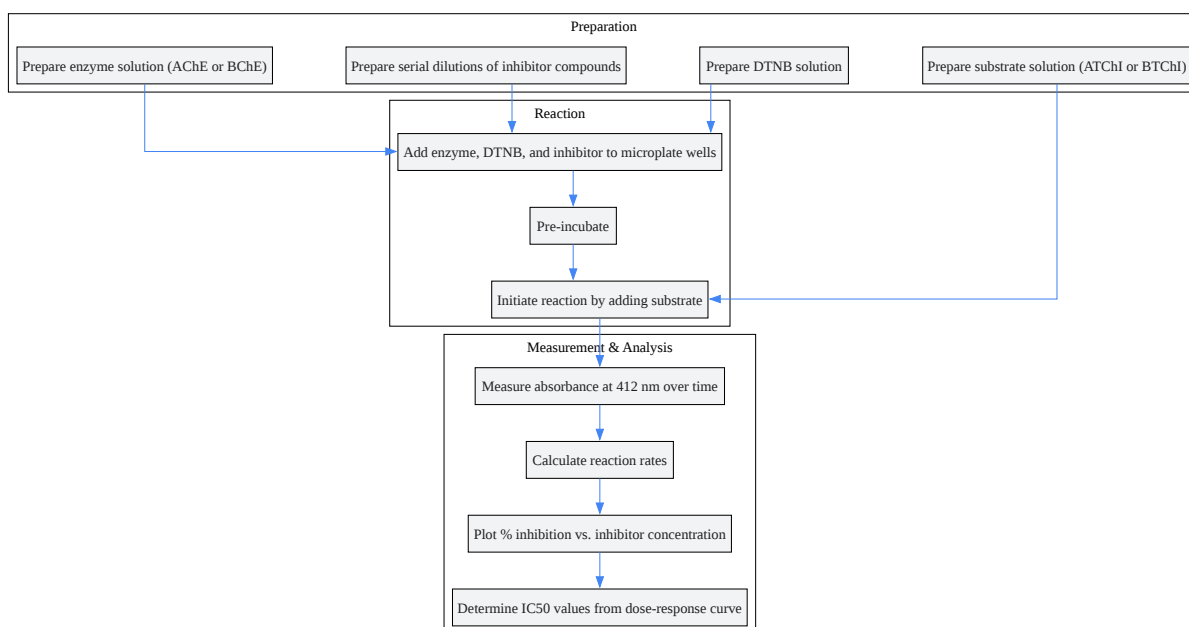 Preparation
Prepare enzyme solution (AChE or BChE)
Prepare serial dilutions of inhibitor compounds
Prepare DTNB solution
Prepare substrate solution (ATChI or BTChI)
Reaction
Add enzyme, DTNB, and inhibitor to microplate wells
Pre-incubate
Initiate reaction by adding substrate
Measurement & Analysis
Measure absorbance at 412 nm over time
Calculate reaction rates
Plot % inhibition vs. inhibitor concentration
Determine IC50 values from dose-response curve